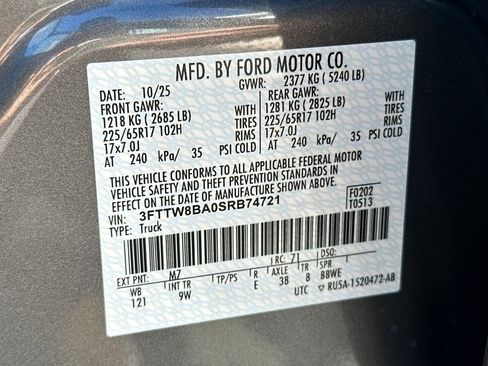 MFD. BY FORD MOTOR CO.
DATE: 10/25 GVWR: 2377 KG ( 5240 LB)
FRONT GAWR: REAR GAWR:
1218 KG ( 2685 LB) WITH 1281 KG ( 2825 LB) WITH
225/65R17 102H TIRES 225/65R17 102H TIRES
17x7.0J RIMS 17x7.0J RIMS
AT 240 kPa/ 35 PSI COLD AT 240 kPa/ 35 PSI COLD
THIS VEHICLE CONFORMS TO ALL APPLICABLE FEDERAL MOTOR
VEHICLE SAFETY AND THEFT PREVENTION STANDARDS IN
EFFECT ON THE DATE OF MANUFACTURE SHOWN ABOVE.
VIN: 3FTTW8BA0SRB74721 F0202
TYPE: Truck T0513
EXT PNT: M7 RC: 71 DSO:
WB INT TR TP/PS R AXLE TR SPR
121 9W E 38 8 BBWE
UTC ▽ RU5A-1520472-AB